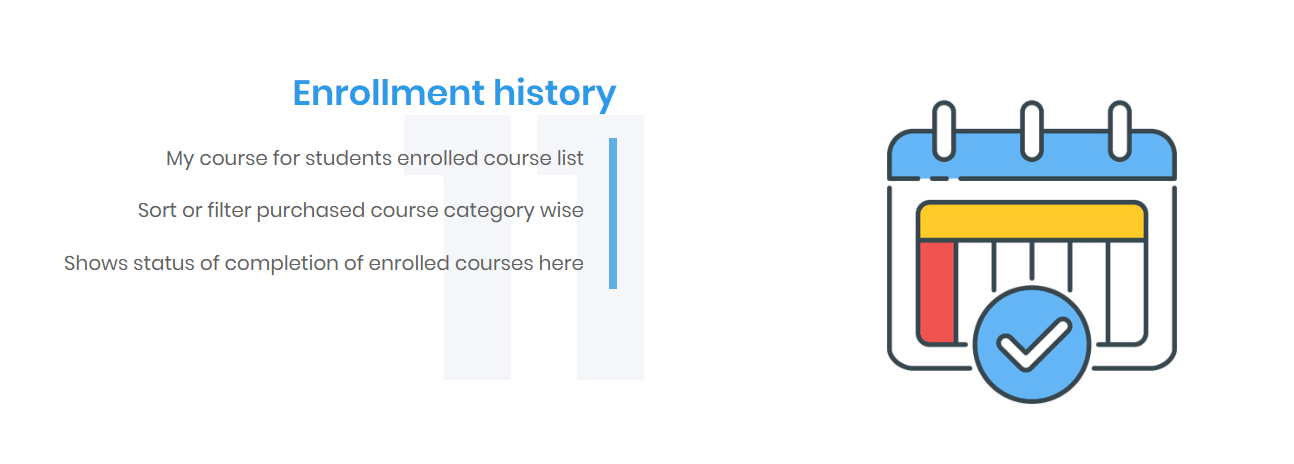 Enrollment history
11
My course for students enrolled course list
Sort or filter purchased course category wise
Shows status of completion of enrolled courses here